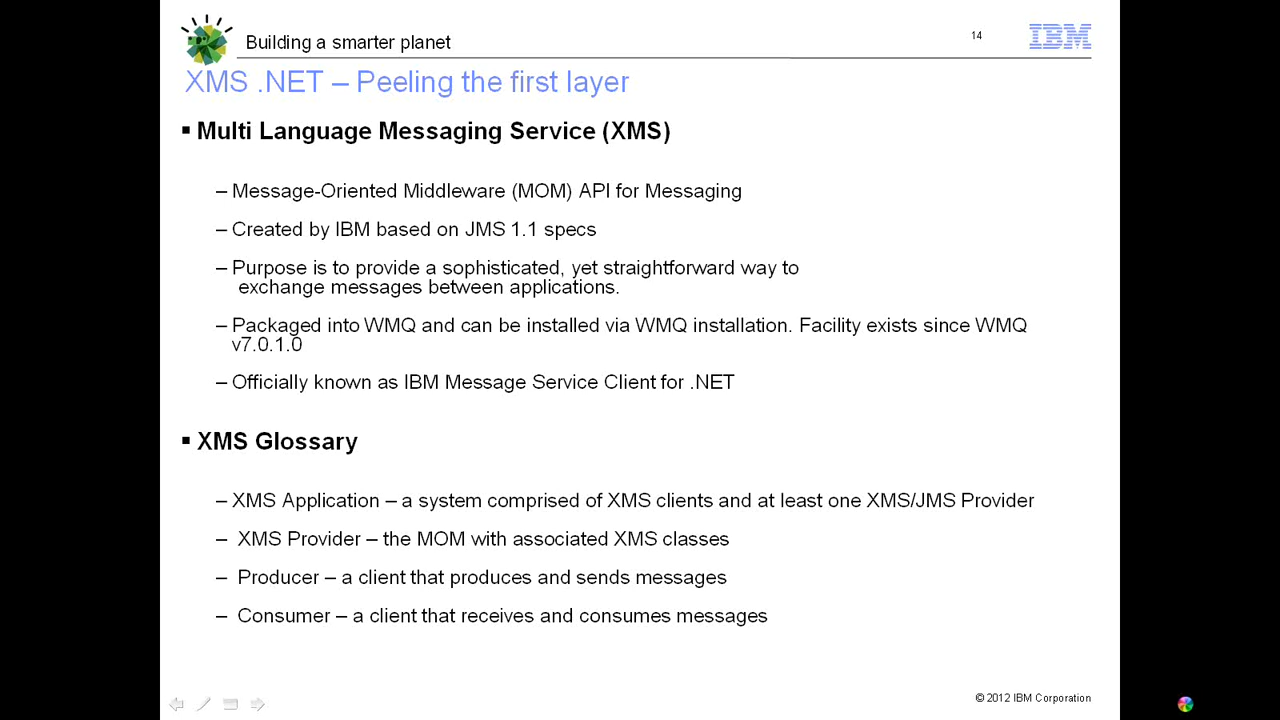 Building a smarter planet
14
IBM
XMS .NET – Peeling the first layer
▪ Multi Language Messaging Service (XMS)
– Message-Oriented Middleware (MOM) API for Messaging
– Created by IBM based on JMS 1.1 specs
– Purpose is to provide a sophisticated, yet straightforward way to
exchange messages between applications.
– Packaged into WMQ and can be installed via WMQ installation. Facility exists since WMQ
v7.0.1.0
– Officially known as IBM Message Service Client for .NET
▪ XMS Glossary
– XMS Application – a system comprised of XMS clients and at least one XMS/JMS Provider
– XMS Provider – the MOM with associated XMS classes
– Producer – a client that produces and sends messages
– Consumer – a client that receives and consumes messages
© 2012 IBM Corporation